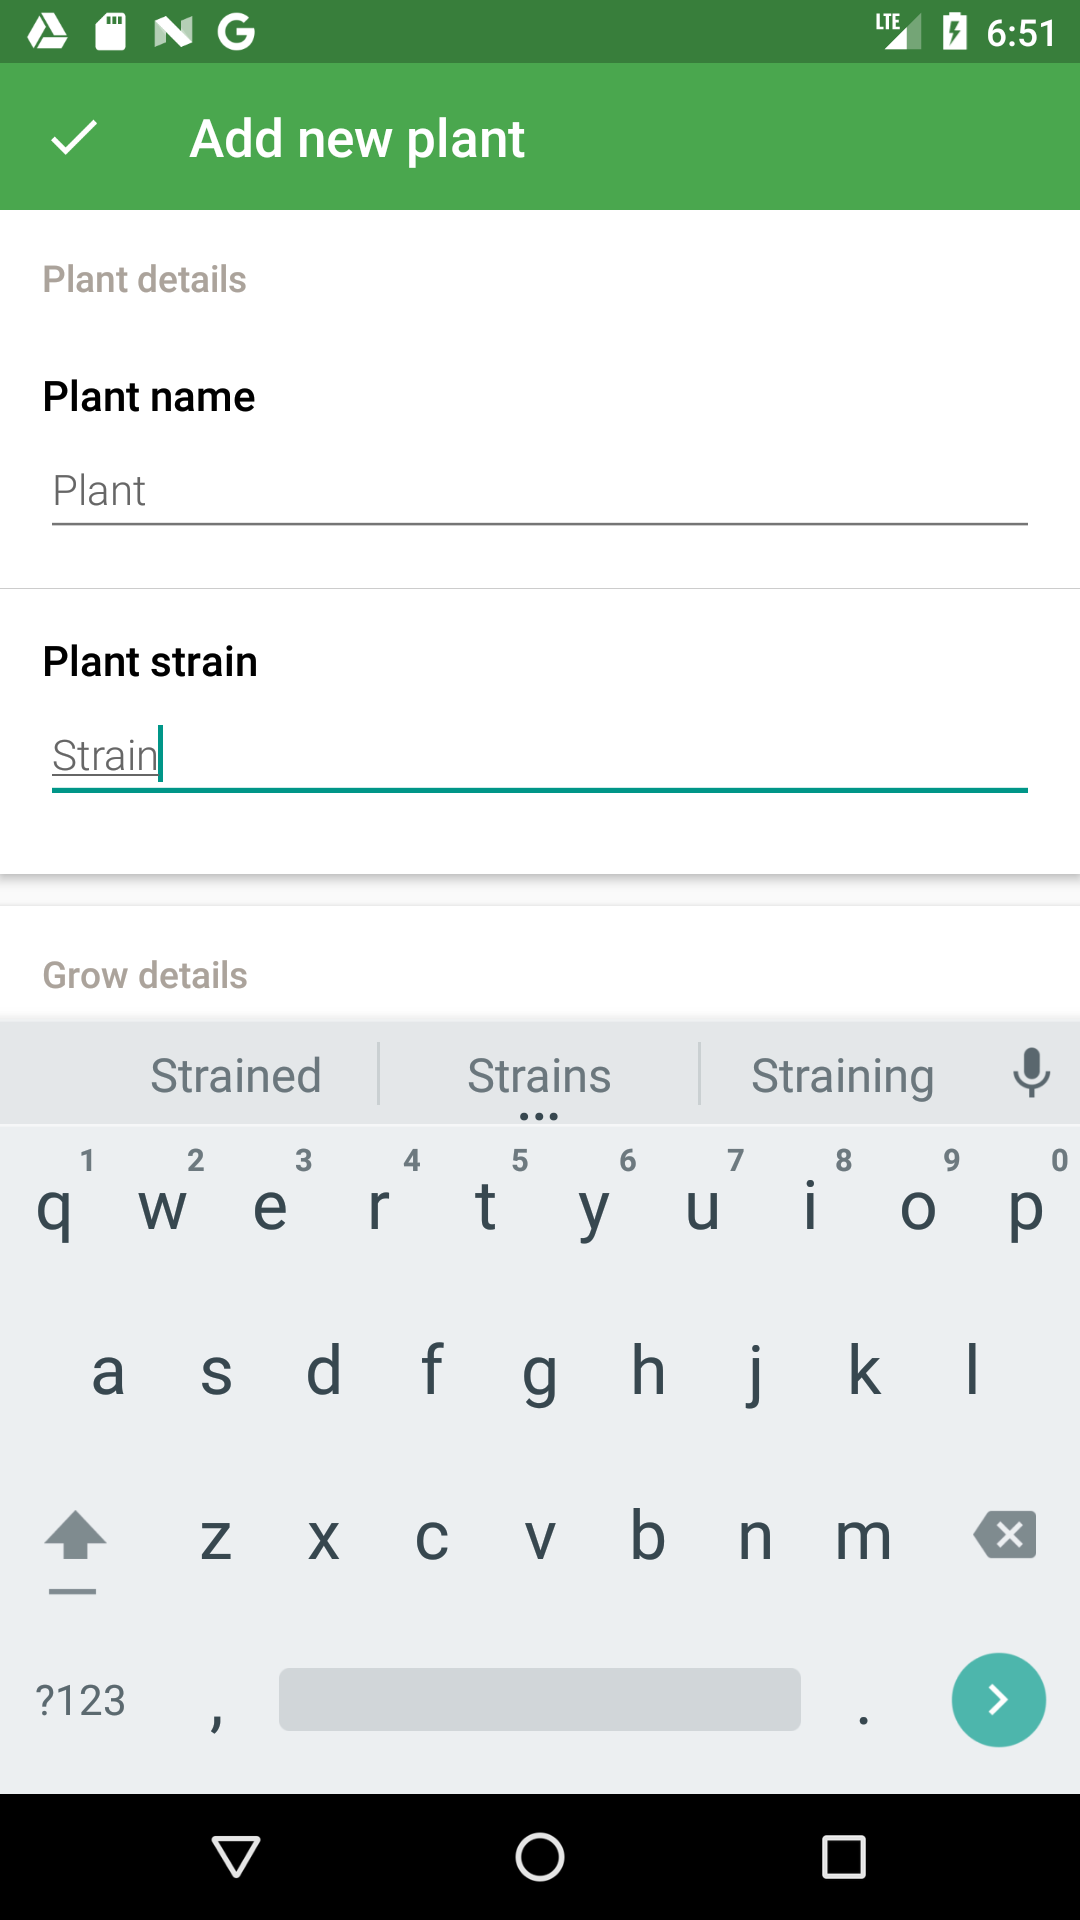 LTE 6:51
Add new plant
Plant details
Plant name
Plant
Plant strain
Strain
Grow details
Strained Strains Straining
1 2 3 4 5 6 7 8 9 0
q w e r t y u i o p
a s d f g h j k l
z x c v b n m
?123 , .